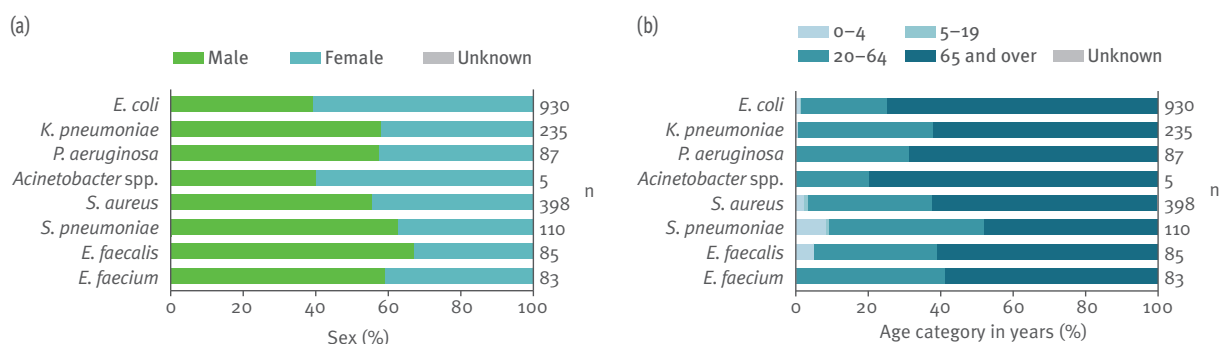 (a)
Male Female Unknown
E. coli 930
K. pneumoniae 235
P. aeruginosa 87
Acinetobacter spp. 5
n
S. aureus 398
S. pneumoniae 110
E. faecalis 85
E. faecium 83
0 20 40 60 80 100
Sex (%)
(b)
0–4 5–19
20–64 65 and over Unknown
E. coli 930
K. pneumoniae 235
P. aeruginosa 87
Acinetobacter spp. 5
n
S. aureus 398
S. pneumoniae 110
E. faecalis 85
E. faecium 83
0 20 40 60 80 100
Age category in years (%)